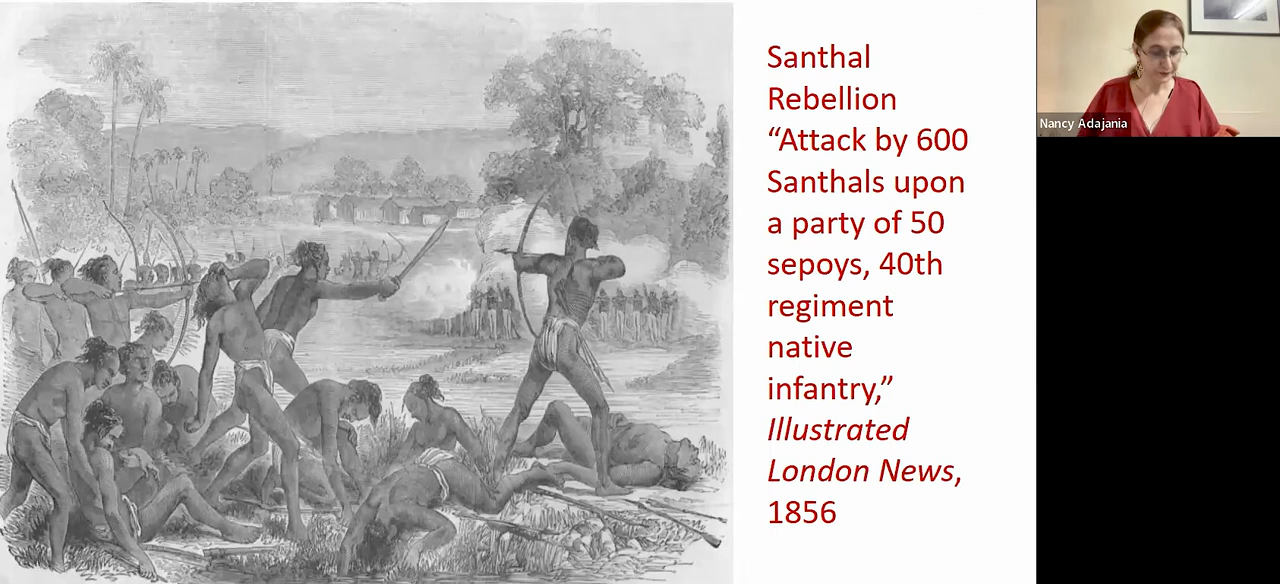 Santhal
Rebellion
“Attack by 600
Santhals upon
a party of 50
sepoys, 40th
regiment
native
infantry,”
Illustrated
London News,
1856
Nancy Adajania